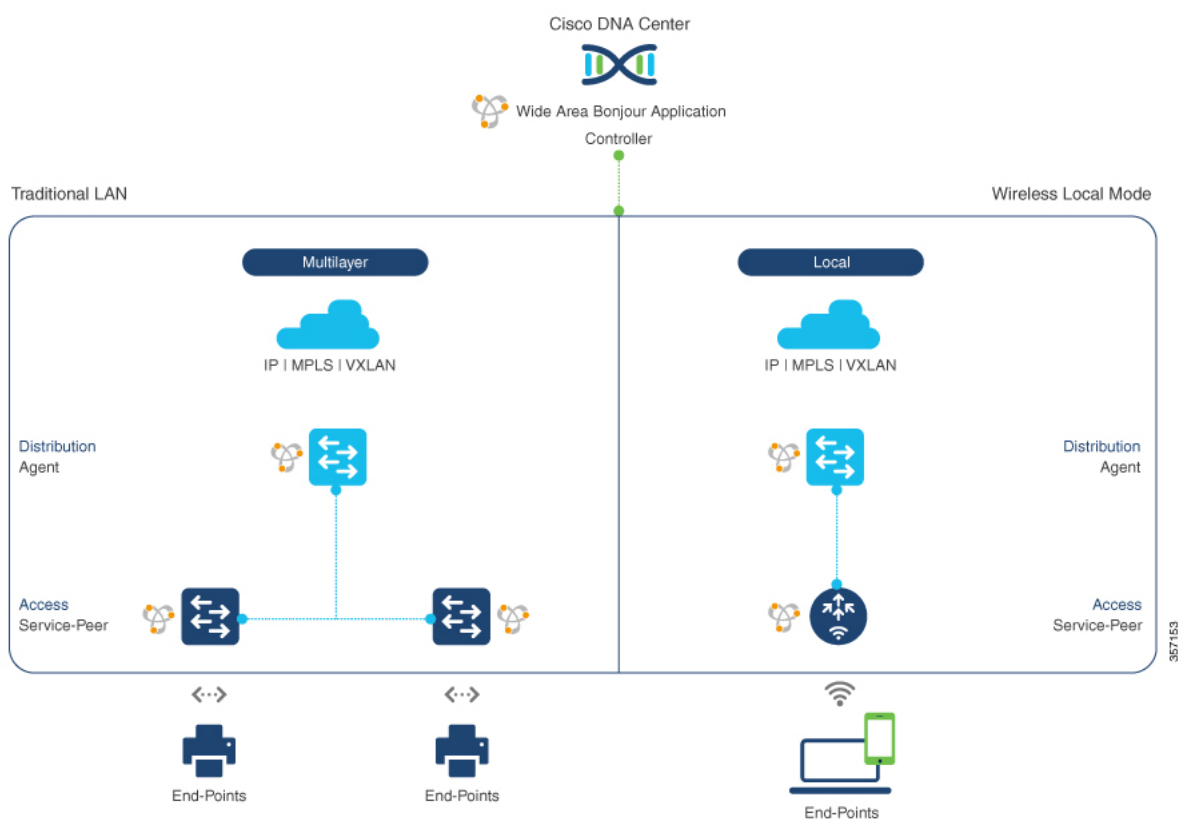 Cisco DNA Center
Wide Area Bonjour Application
Controller
Traditional LAN
Wireless Local Mode
Multilayer
Local
IP | MPLS | VXLAN
IP | MPLS | VXLAN
Distribution
Agent
Distribution
Agent
Access
Service-Peer
Access
Service-Peer
357153
End-Points
End-Points
End-Points